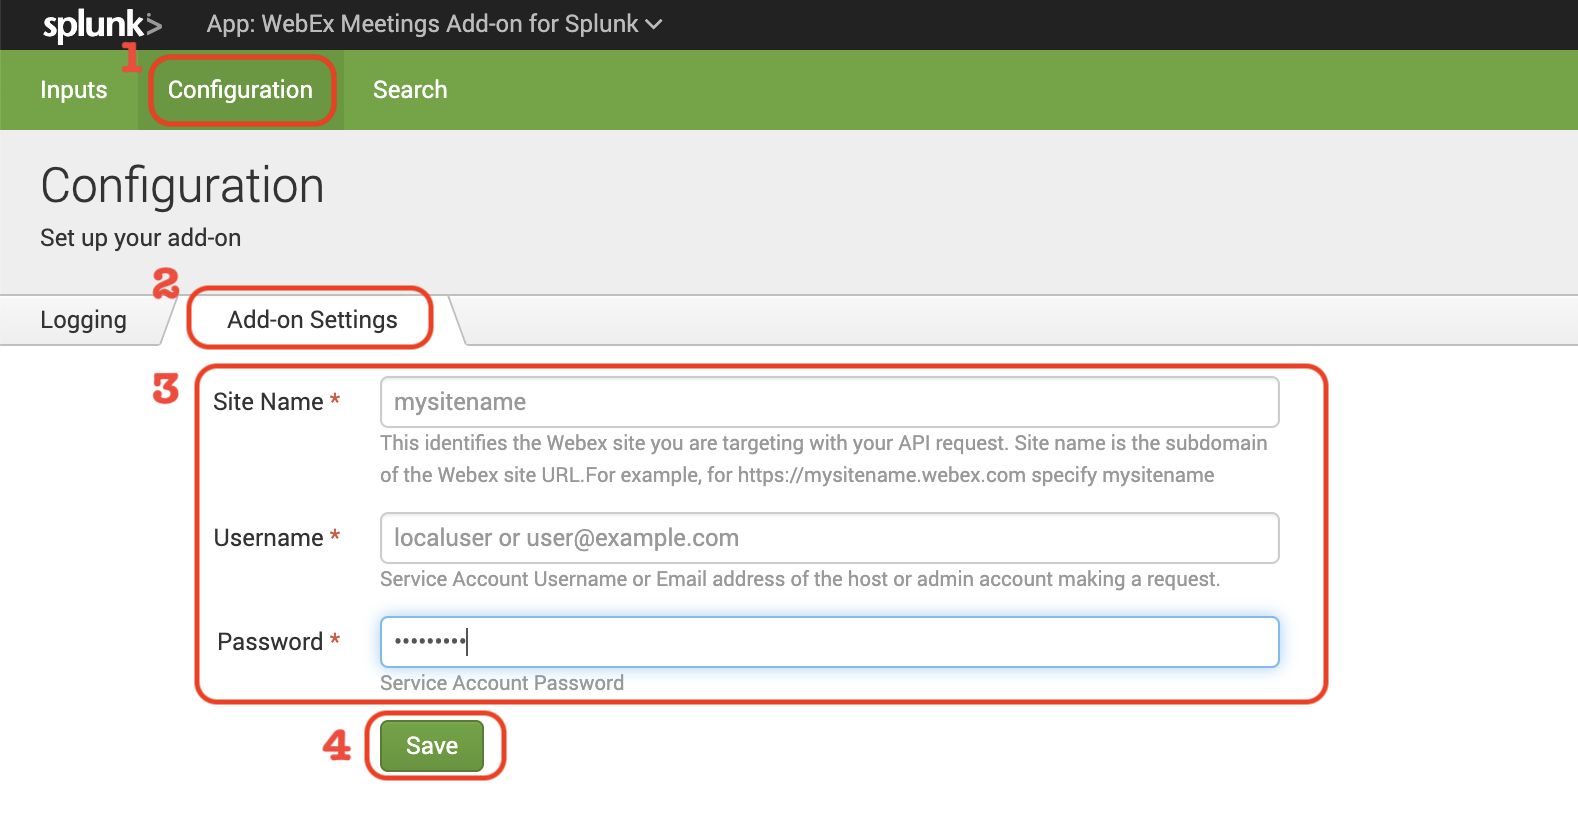 splunk> App: WebEx Meetings Add-on for Splunk
1
Inputs Configuration Search
Configuration
Set up your add-on
2
Logging Add-on Settings
3
Site Name * mysitename
This identifies the Webex site you are targeting with your API request. Site name is the subdomain
of the Webex site URL.For example, for https://mysitename.webex.com specify mysitename
Username * localuser or user@example.com
Service Account Username or Email address of the host or admin account making a request.
Password * •••••••••
Service Account Password
4 Save